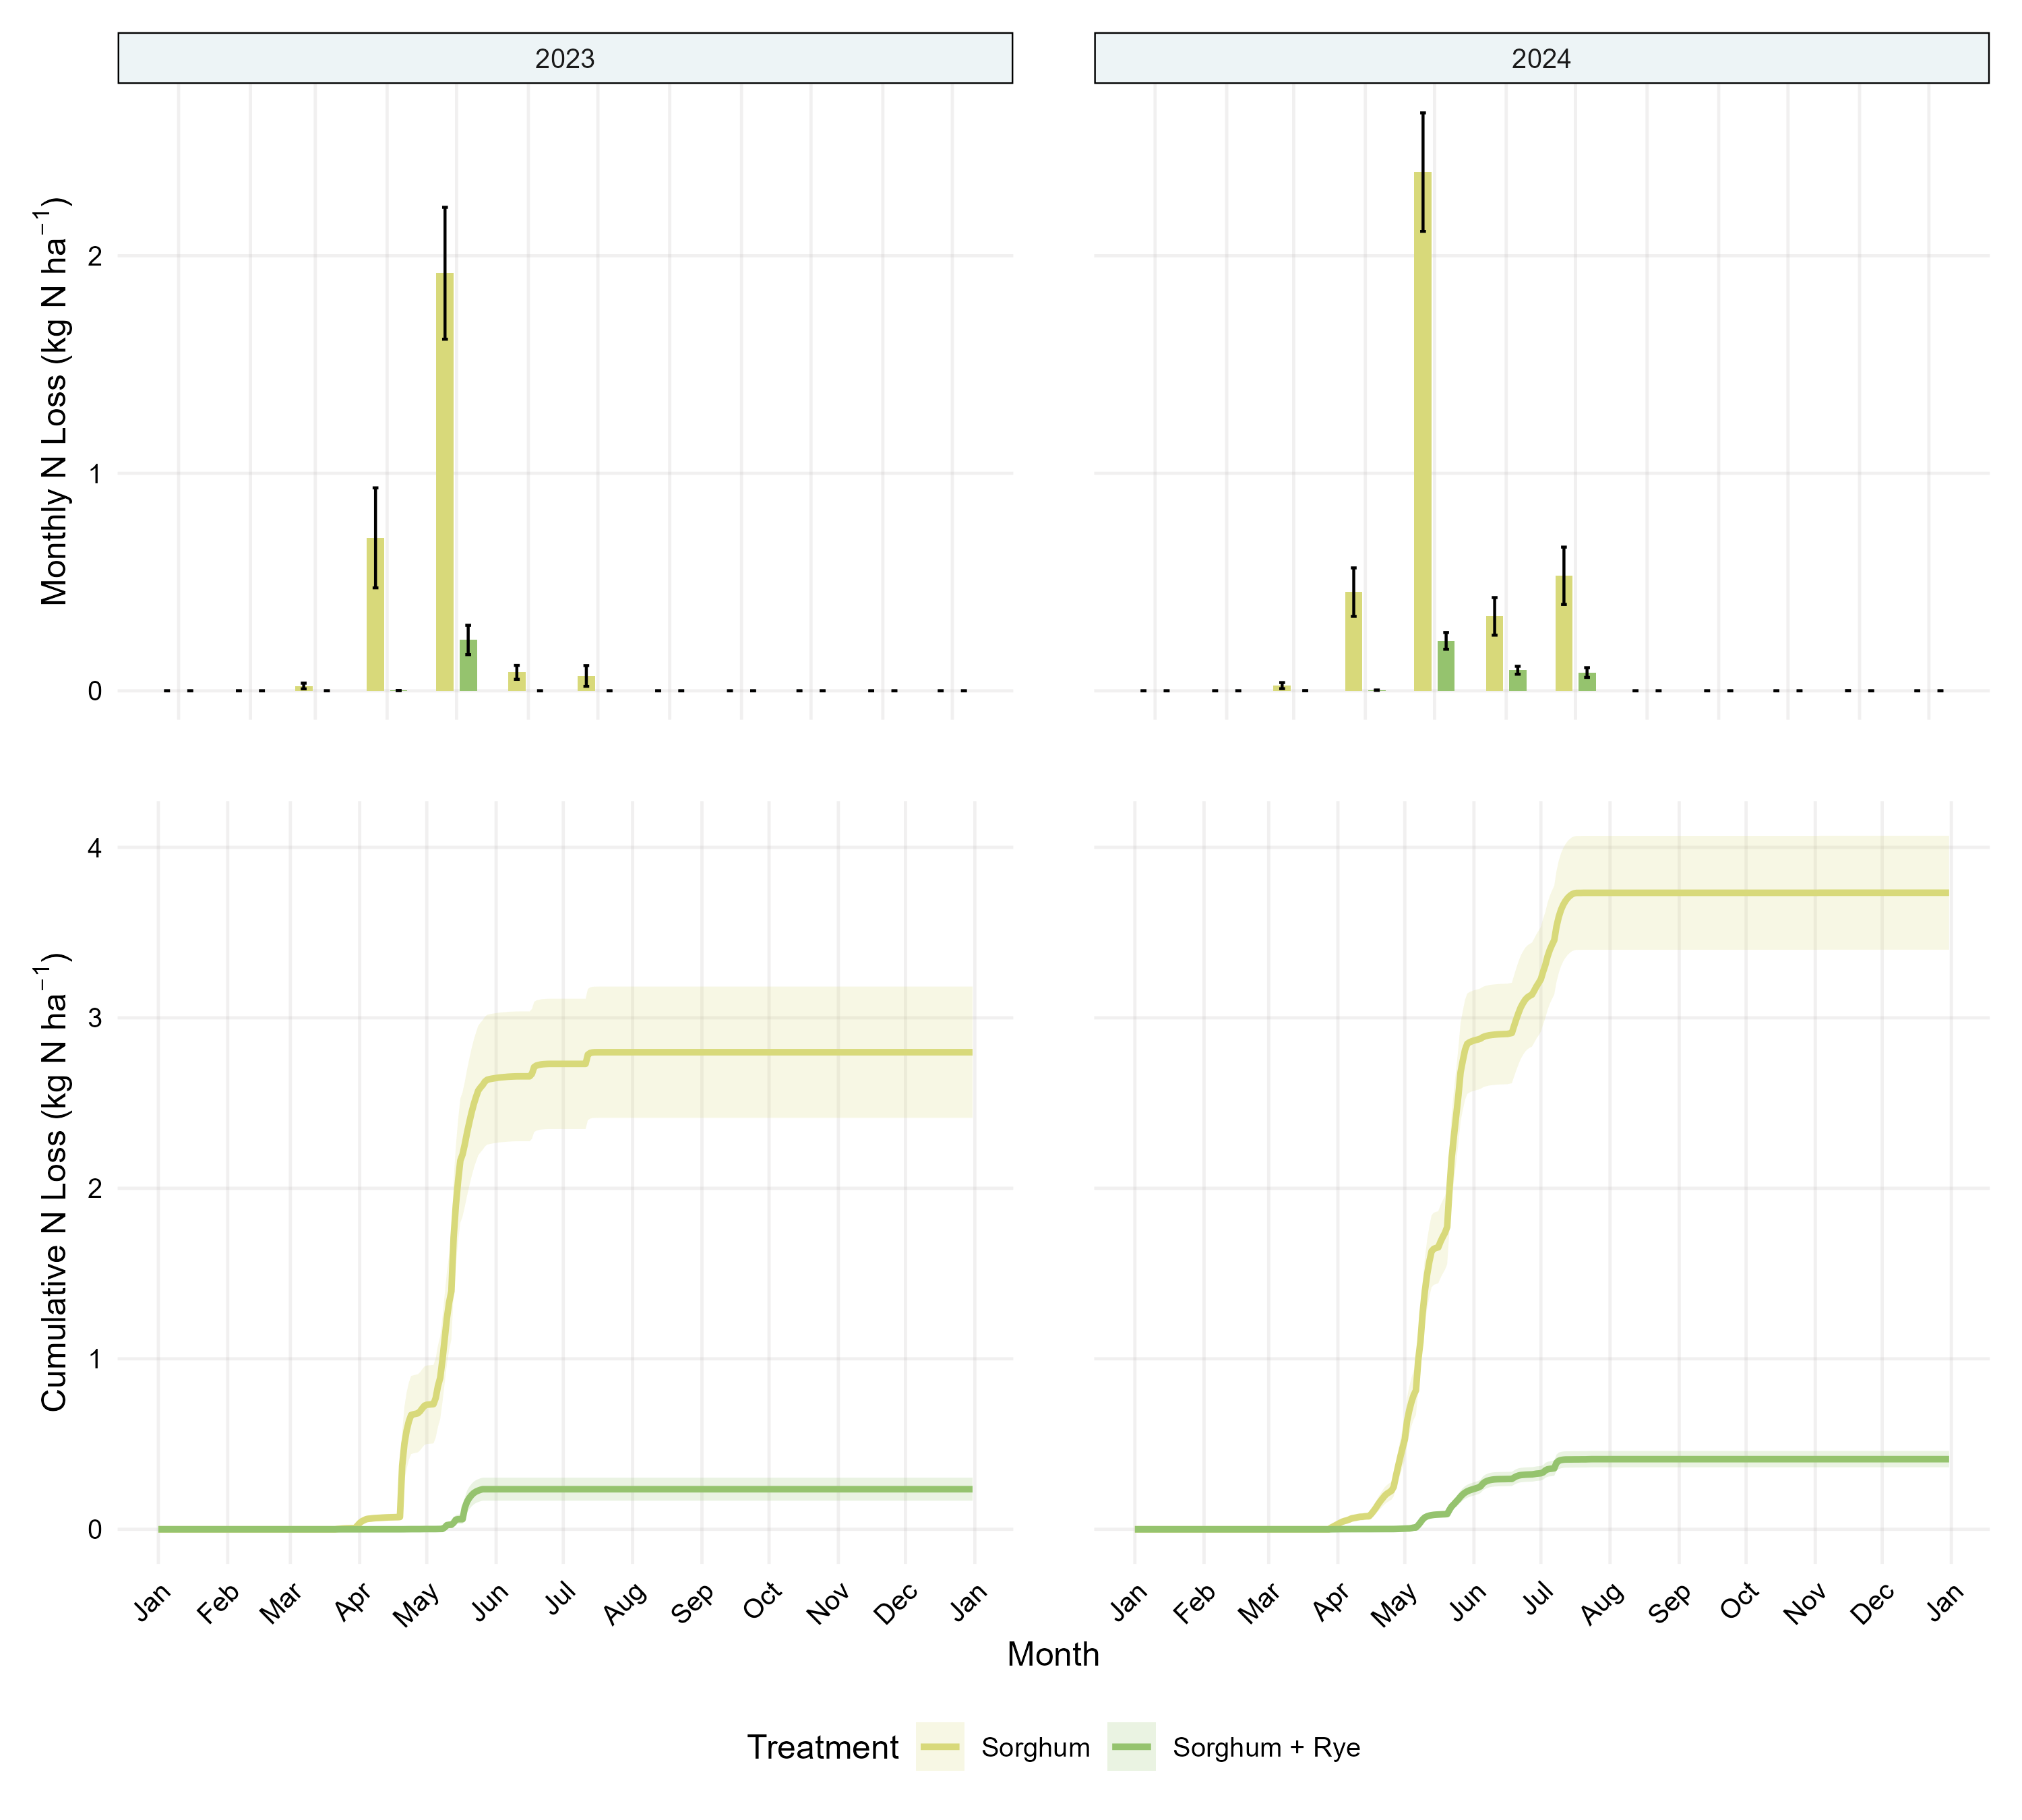 2023
2024
Monthly N Loss (kg N ha⁻¹)
2
1
0
Cumulative N Loss (kg N ha⁻¹)
4
3
2
1
0
Jan Feb Mar Apr May Jun Jul Aug Sep Oct Nov Dec Jan
Jan Feb Mar Apr May Jun Jul Aug Sep Oct Nov Dec Jan
Month
Treatment Sorghum Sorghum + Rye